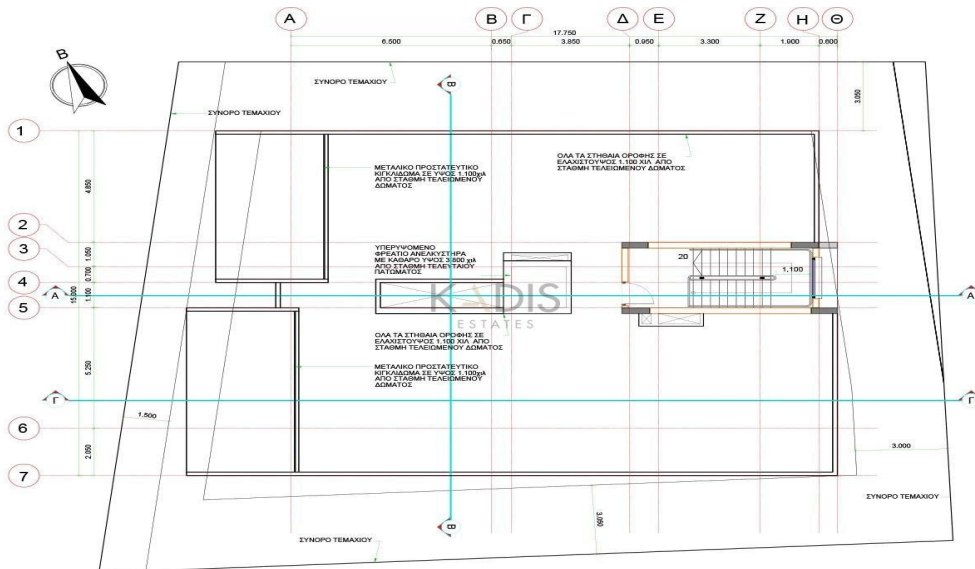 Α Β Γ Δ Ε Ζ Η Θ
17.750
6.500 0.650 3.850 0.950 3.300 1.900 0.600
Β
ΣΥΝΟΡΟ ΤΕΜΑΧΙΟΥ
Β
3.050
ΣΥΝΟΡΟ ΤΕΜΑΧΙΟΥ
1
ΟΛΑ ΤΑ ΣΤΗΘΑΙΑ ΟΡΟΦΗΣ ΣΕ
ΕΛΑΧΙΣΤΟΥΨΟΣ 1.100 ΧΙΛ ΑΠΟ
ΣΤΑΘΜΗ ΤΕΛΕΙΩΜΕΝΟΥ ΔΩΜΑΤΟΣ
ΜΕΤΑΛΙΚΟ ΠΡΟΣΤΑΤΕΥΤΙΚΟ
ΚΙΓΚΛΙΔΩΜΑ ΣΕ ΥΨΟΣ 1.100χιλ
ΑΠΟ ΣΤΑΘΜΗ ΤΕΛΕΙΩΜΕΝΟΥ
ΔΩΜΑΤΟΣ
4.850
2
3
4
5
1.050
0.700
1.100
15.000
ΥΠΕΡΥΨΟΜΕΝΟ
ΦΡΕΑΤΙΟ ΑΝΕΛΚΥΣΤΗΡΑ
ΜΕ ΚΑΘΑΡΟ ΥΨΟΣ 3.600 χιλ
ΑΠΟ ΣΤΑΘΜΗ ΤΕΛΕΥΤΑΙΟΥ
ΠΑΤΩΜΑΤΟΣ
20
1.100
Α Α
KADIS
ESTATES
ΟΛΑ ΤΑ ΣΤΗΘΑΙΑ ΟΡΟΦΗΣ ΣΕ
ΕΛΑΧΙΣΤΟΥΨΟΣ 1.100 ΧΙΛ ΑΠΟ
ΣΤΑΘΜΗ ΤΕΛΕΙΩΜΕΝΟΥ ΔΩΜΑΤΟΣ
ΜΕΤΑΛΙΚΟ ΠΡΟΣΤΑΤΕΥΤΙΚΟ
ΚΙΓΚΛΙΔΩΜΑ ΣΕ ΥΨΟΣ 1.100χιλ
ΑΠΟ ΣΤΑΘΜΗ ΤΕΛΕΙΩΜΕΝΟΥ
ΔΩΜΑΤΟΣ
5.250
Γ Γ
1.500
6
2.050
3.000
7
ΣΥΝΟΡΟ ΤΕΜΑΧΙΟΥ
3.050
Β
ΣΥΝΟΡΟ ΤΕΜΑΧΙΟΥ